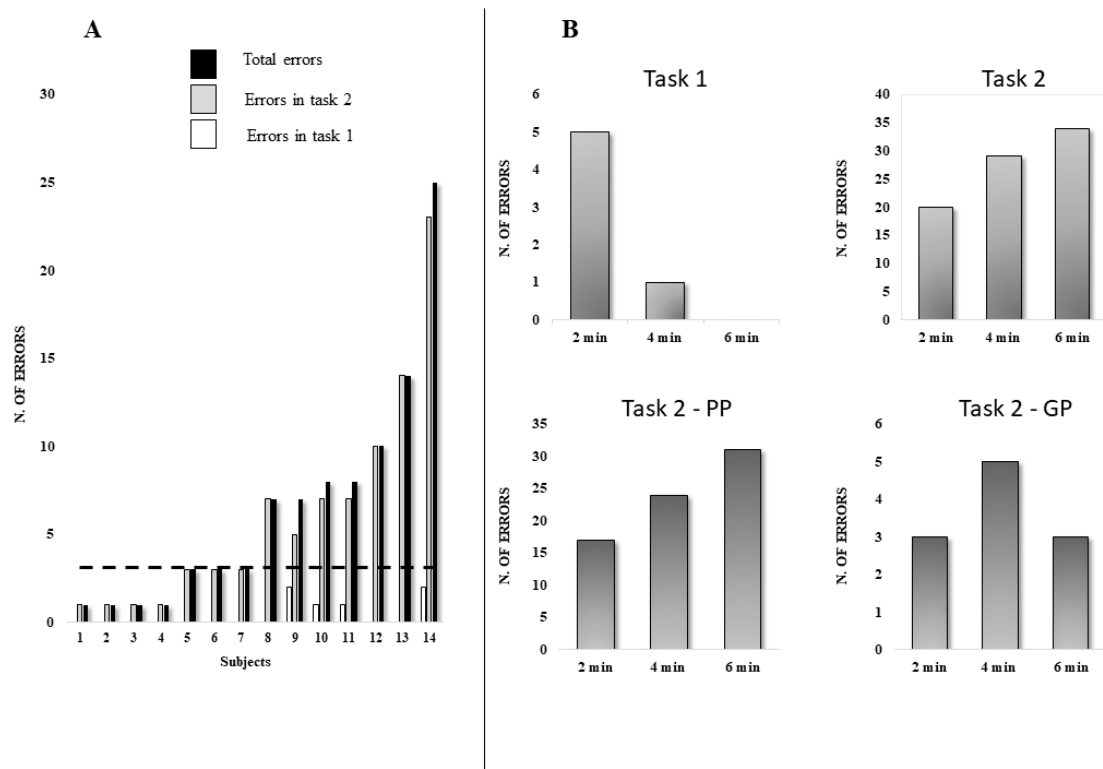 A
Total errors
Errors in task 2
Errors in task 1
30
25
20
15
10
5
0
N. OF ERRORS
1 2 3 4 5 6 7 8 9 10 11 12 13 14
Subjects
B
Task 1
6
5
4
3
2
1
0
N. OF ERRORS
2 min 4 min 6 min
Task 2
40
35
30
25
20
15
10
5
0
N. OF ERRORS
2 min 4 min 6 min
Task 2 - PP
35
30
25
20
15
10
5
0
N. OF ERRORS
2 min 4 min 6 min
Task 2 - GP
6
5
4
3
2
1
0
N. OF ERRORS
2 min 4 min 6 min